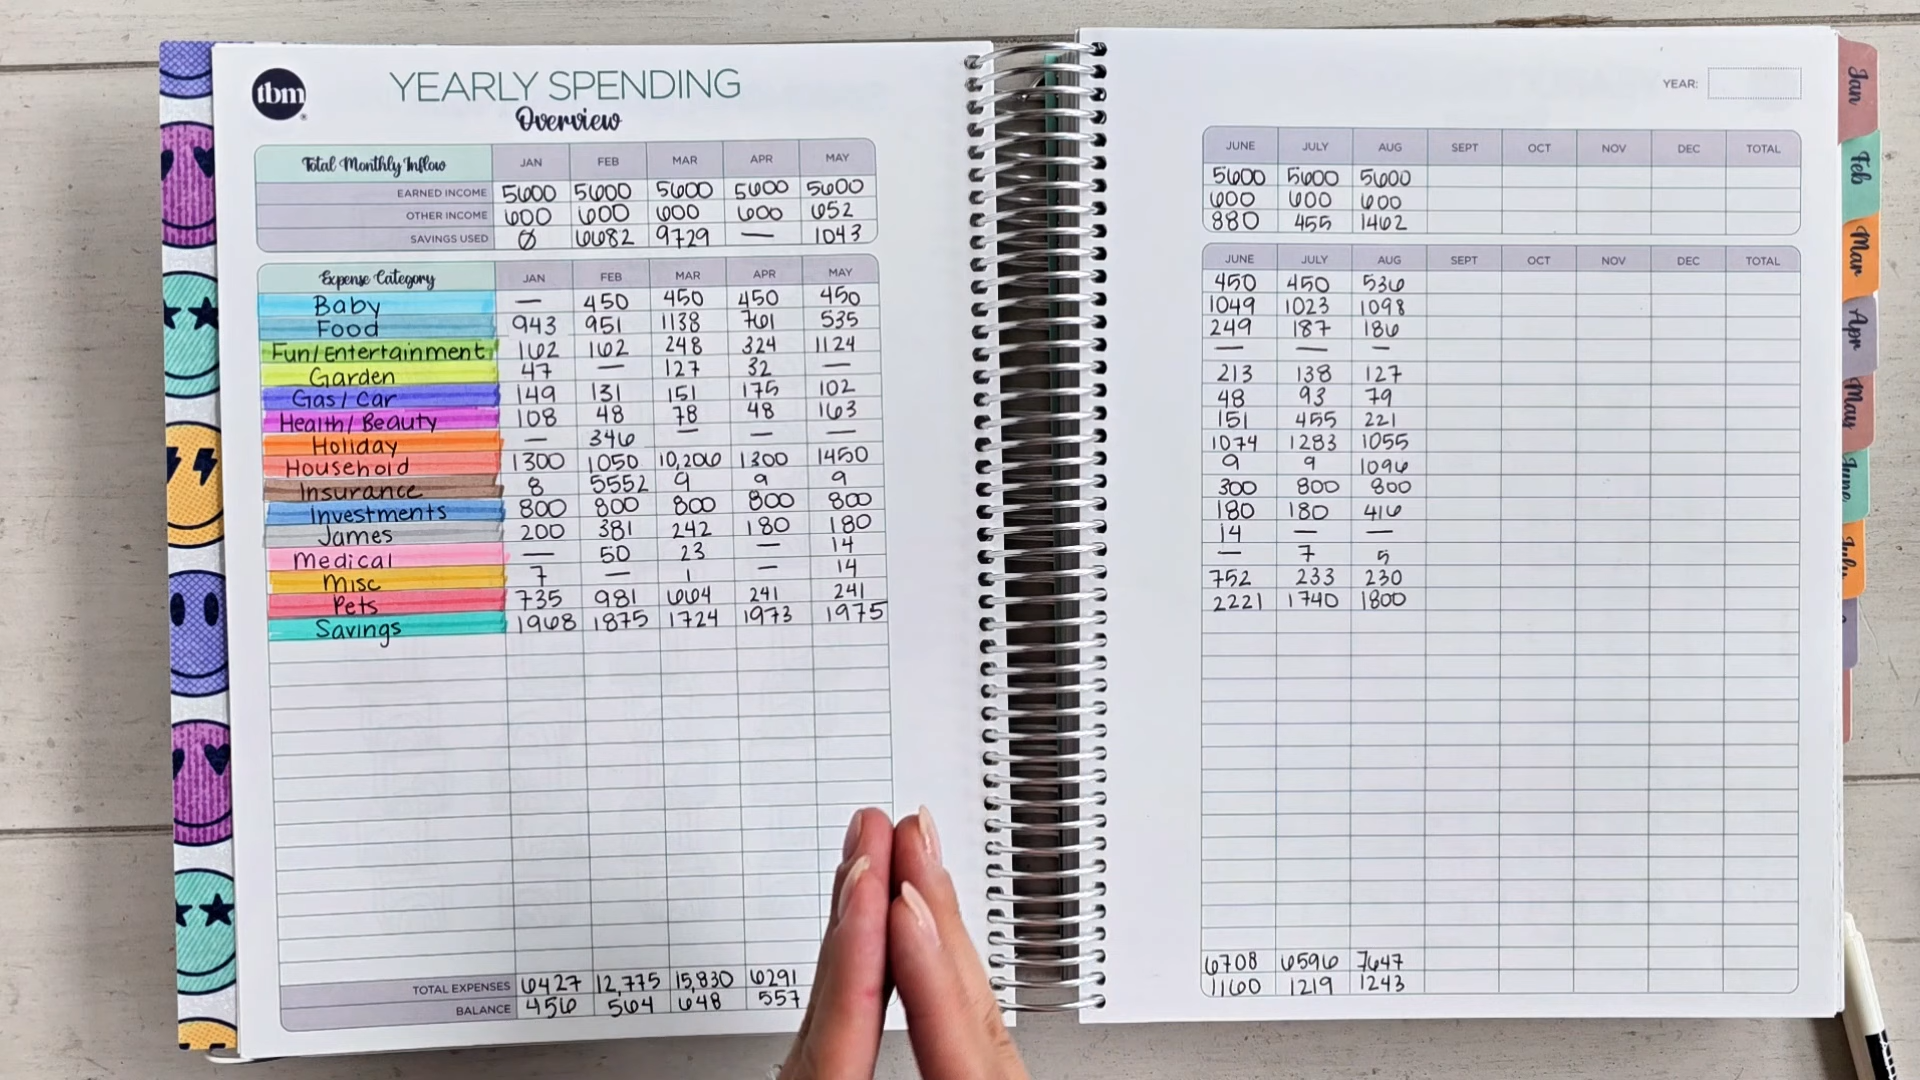 tbm
YEARLY SPENDING
Overview
Total Monthly Inflow JAN FEB MAR APR MAY
EARNED INCOME 5600 5600 5600 5600 5600
OTHER INCOME 600 600 600 600 652
SAVINGS USED 0 6682 9729 — 1043
Expense Category JAN FEB MAR APR MAY
Baby — 450 450 450 450
Food 943 951 1138 761 535
Fun/Entertainment 162 162 248 324 1124
Garden 47 — 127 32 —
Gas/Car 149 131 151 175 102
Health/Beauty 108 48 78 48 163
Holiday — 346 — — —
Household 1300 1050 10,206 1300 1450
Insurance 8 5552 9 9 9
Investments 800 800 800 800 800
James 200 381 242 180 180
Medical — 50 23 — 14
Misc 7 — 1 — 14
Pets 735 981 664 241 241
Savings 1968 1875 1724 1973 1975
TOTAL EXPENSES 6427 12,775 15,830 6291
BALANCE 456 564 648 557
YEAR:
JUNE JULY AUG SEPT OCT NOV DEC TOTAL
5600 5600 5600
600 600 600
880 455 1462
JUNE JULY AUG SEPT OCT NOV DEC TOTAL
450 450 536
1049 1023 1098
249 187 186
— — —
213 138 127
48 93 79
151 455 221
1074 1283 1055
9 9 1096
300 800 800
180 180 416
14 — —
— 7 5
752 233 230
2221 1740 1800
6708 6596 7647
1160 1219 1243
Jan
Feb
Mar
Apr
May
June
July